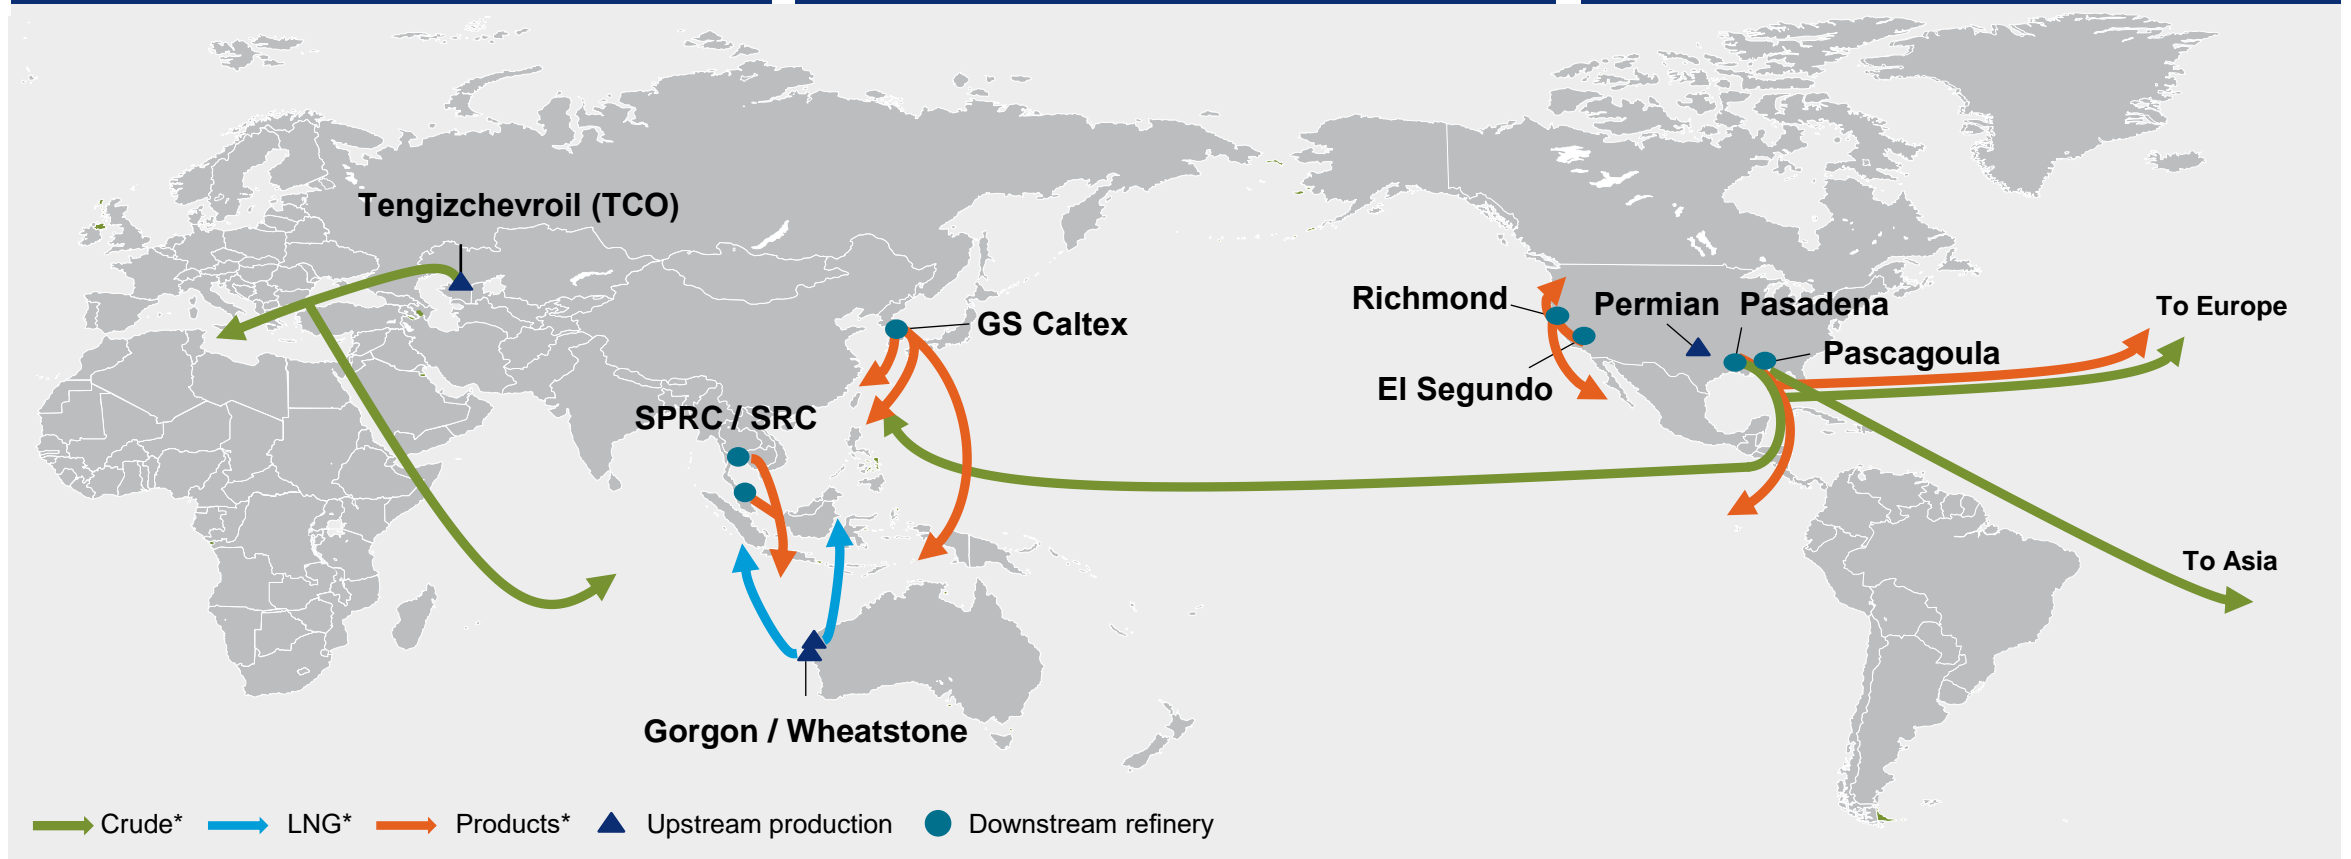 Tengizchevroil (TCO)
GS Caltex
SPRC / SRC
Gorgon / Wheatstone
Richmond
El Segundo
Permian
Pasadena
Pascagoula
To Europe
To Asia
Crude*
LNG*
Products*
Upstream production
Downstream refinery